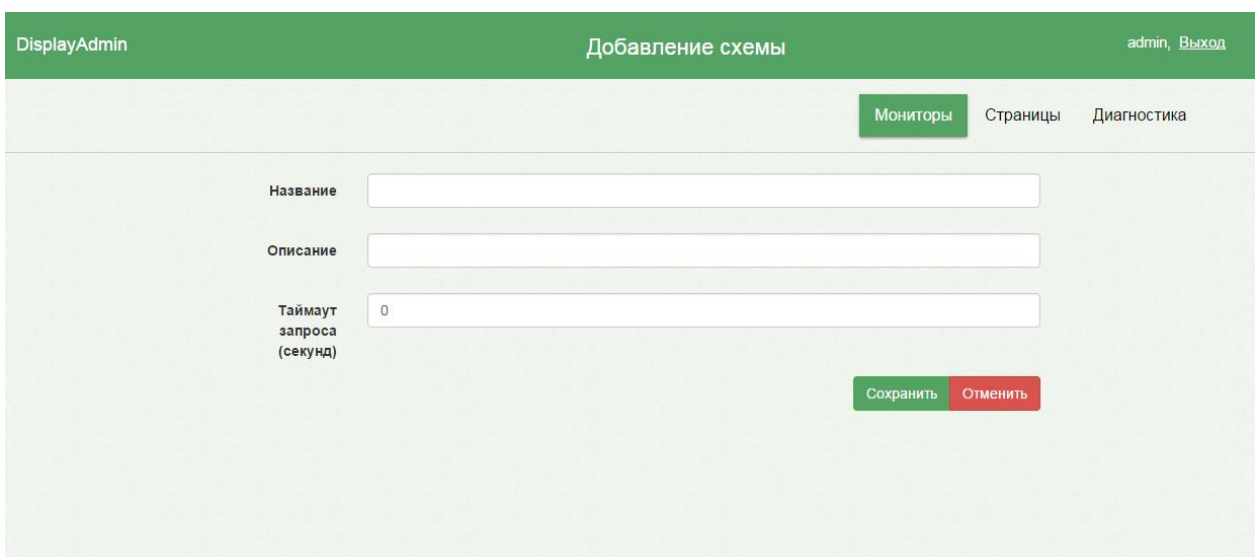 DisplayAdmin
Добавление схемы
admin, Выход
Мониторы
Страницы
Диагностика
Название
Описание
Таймаут
запроса
(секунд)
0
Сохранить
Отменить